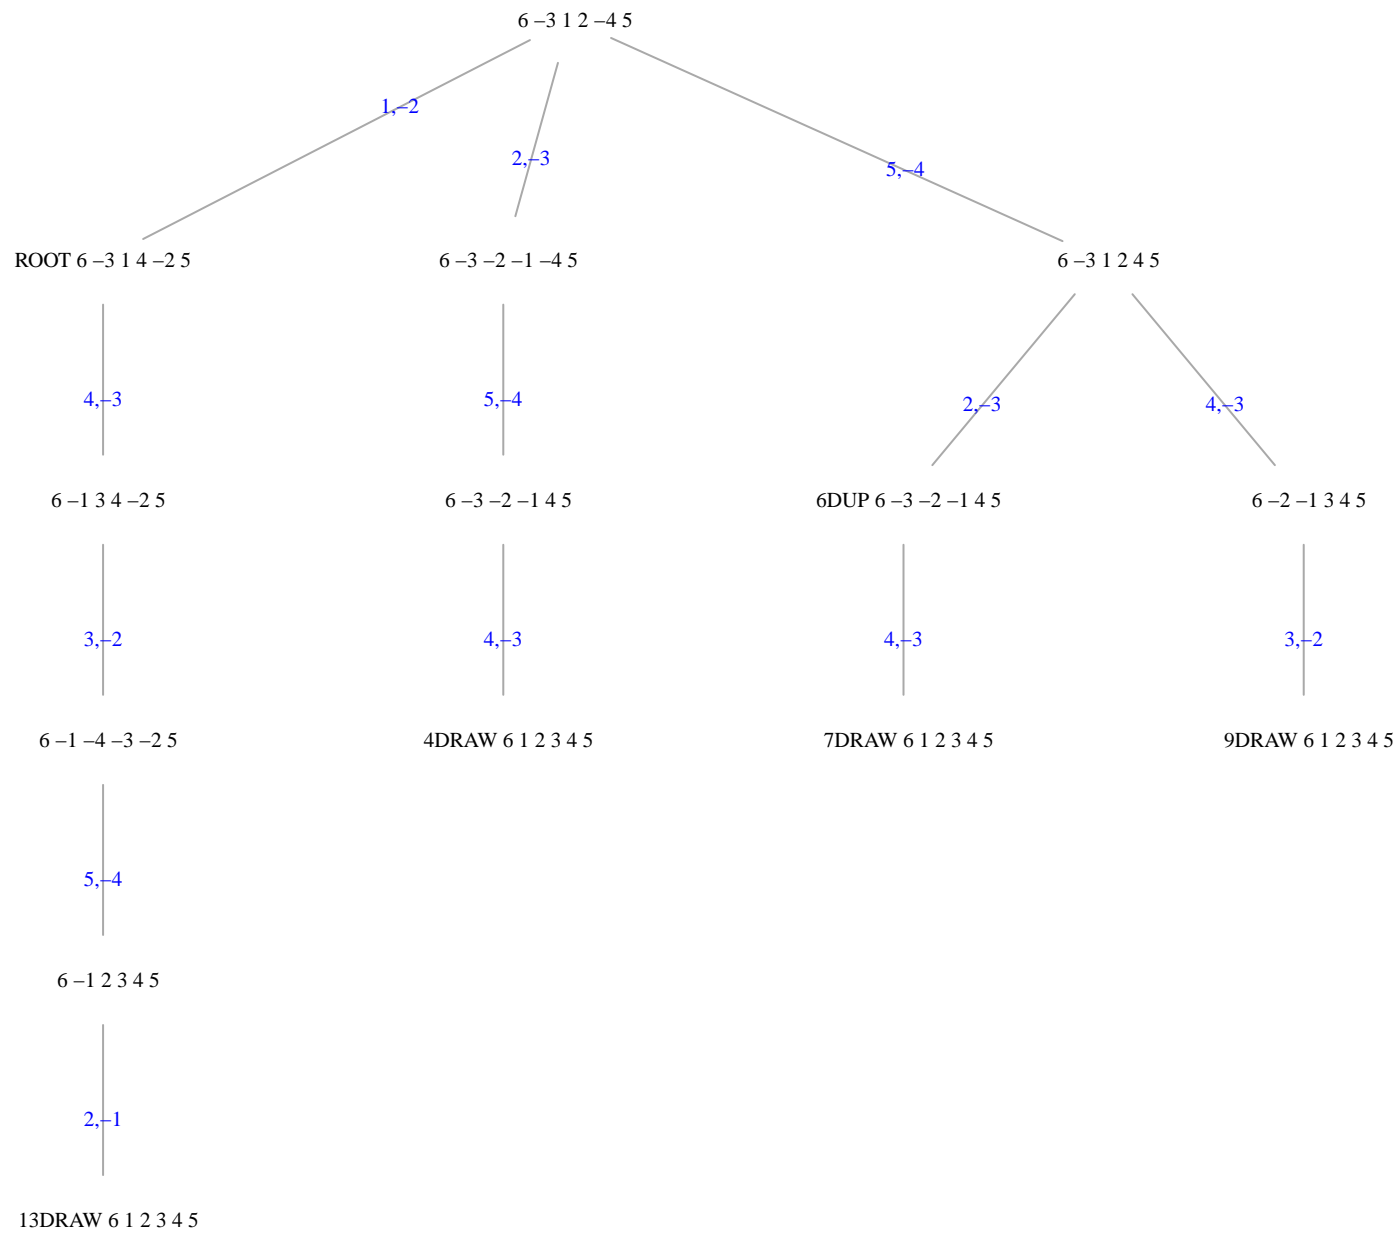 6 –3 1 2 –4 5
1,–2
2,–3
5,–4
ROOT 6 –3 1 4 –2 5
6 –3 –2 –1 –4 5
6 –3 1 2 4 5
4,–3
5,–4
2,–3
4,–3
6 –1 3 4 –2 5
6 –3 –2 –1 4 5
6DUP 6 –3 –2 –1 4 5
6 –2 –1 3 4 5
3,–2
4,–3
4,–3
3,–2
6 –1 –4 –3 –2 5
4DRAW 6 1 2 3 4 5
7DRAW 6 1 2 3 4 5
9DRAW 6 1 2 3 4 5
5,–4
6 –1 2 3 4 5
2,–1
13DRAW 6 1 2 3 4 5